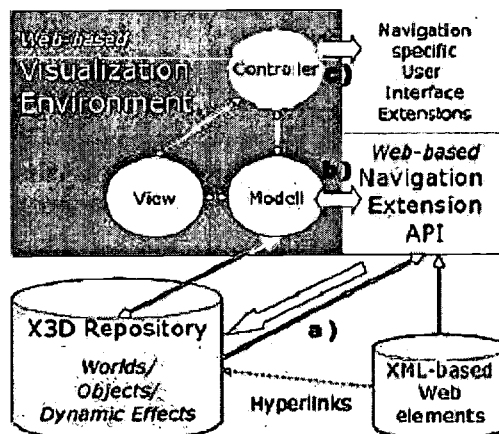 Web-based
Visualization
Environment
Controller
c)
Navigation
specific
User
Interface
Extensions
View
Modell
b)
Web-based
Navigation
Extension
API
X3D Repository
Worlds/
Objects/
Dynamic Effects
a)
Hyperlinks
XML-based
Web
elements